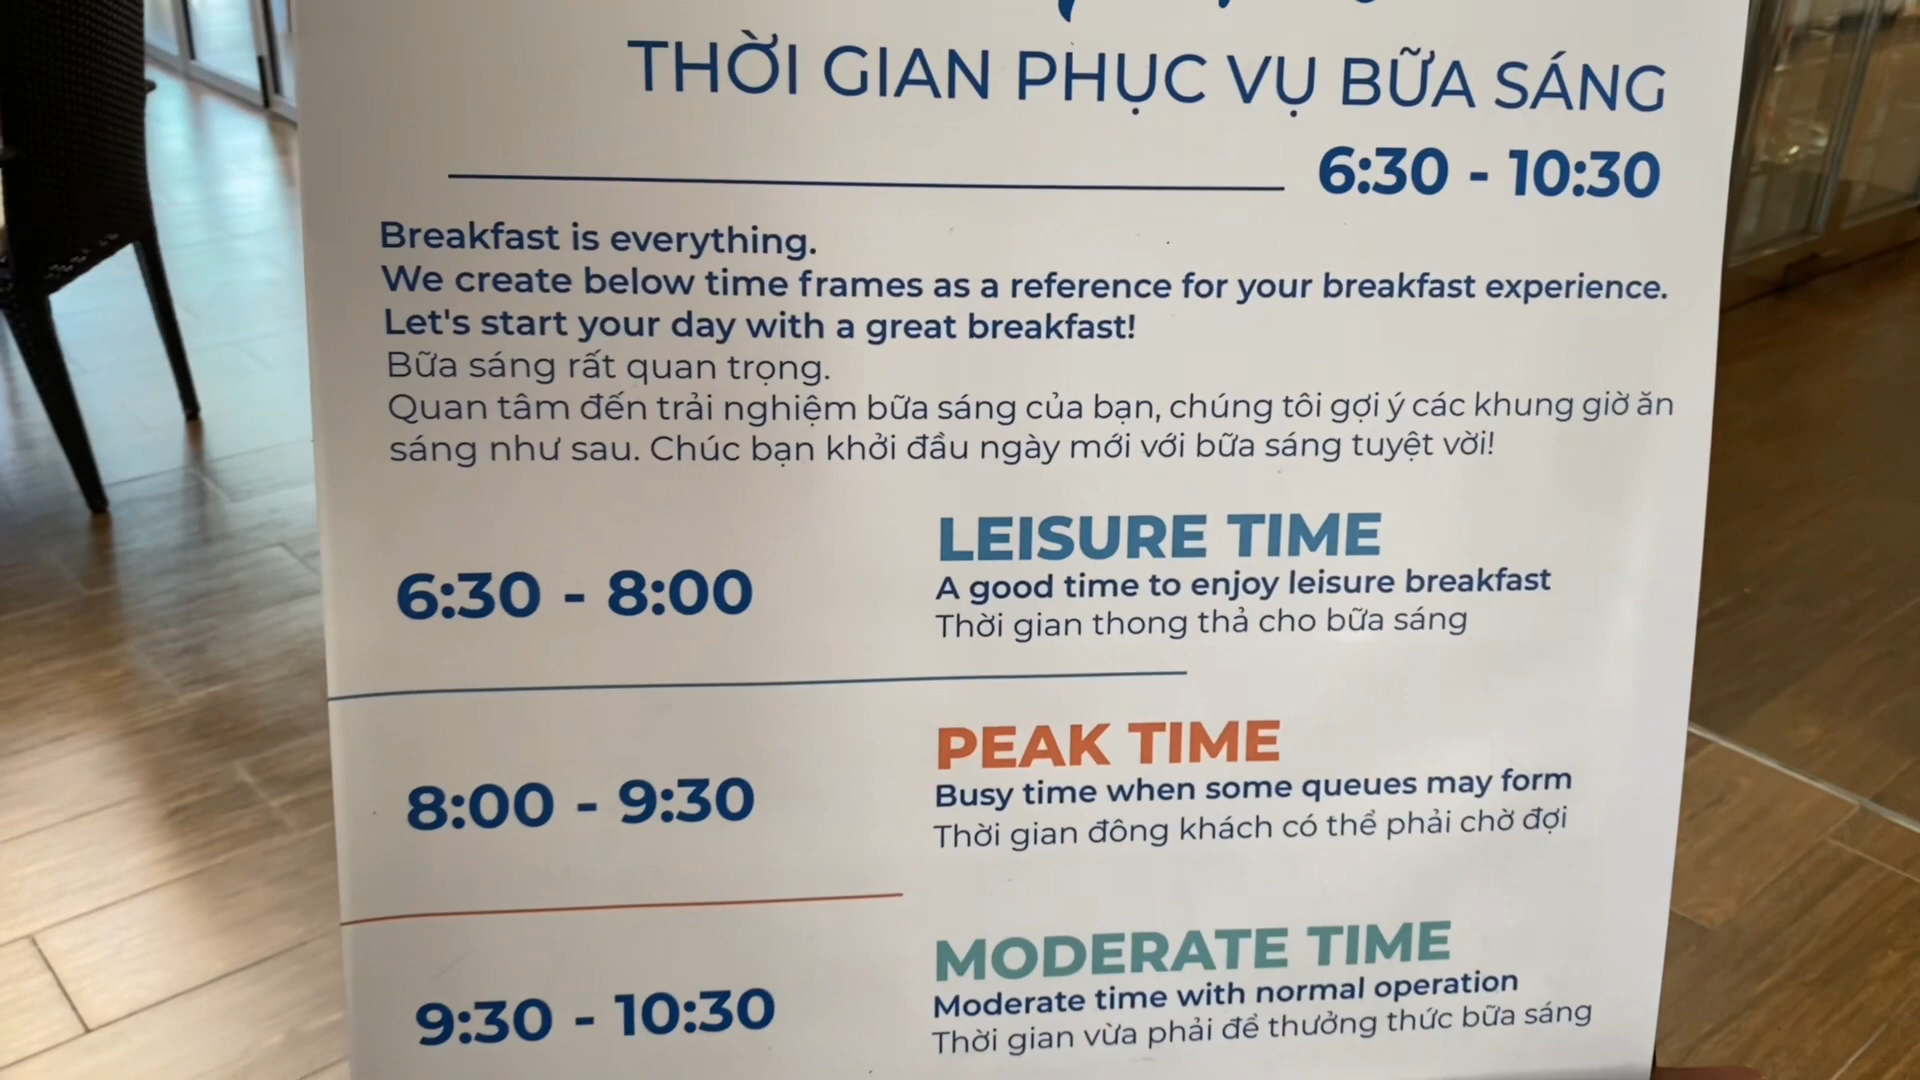 THỜI GIAN PHỤC VỤ BỮA SÁNG
6:30 - 10:30
Breakfast is everything.
We create below time frames as a reference for your breakfast experience.
Let's start your day with a great breakfast!
Bữa sáng rất quan trọng.
Quan tâm đến trải nghiệm bữa sáng của bạn, chúng tôi gợi ý các khung giờ ăn
sáng như sau. Chúc bạn khởi đầu ngày mới với bữa sáng tuyệt vời!
LEISURE TIME
6:30 - 8:00
A good time to enjoy leisure breakfast
Thời gian thong thả cho bữa sáng
PEAK TIME
8:00 - 9:30
Busy time when some queues may form
Thời gian đông khách có thể phải chờ đợi
MODERATE TIME
9:30 - 10:30
Moderate time with normal operation
Thời gian vừa phải để thưởng thức bữa sáng